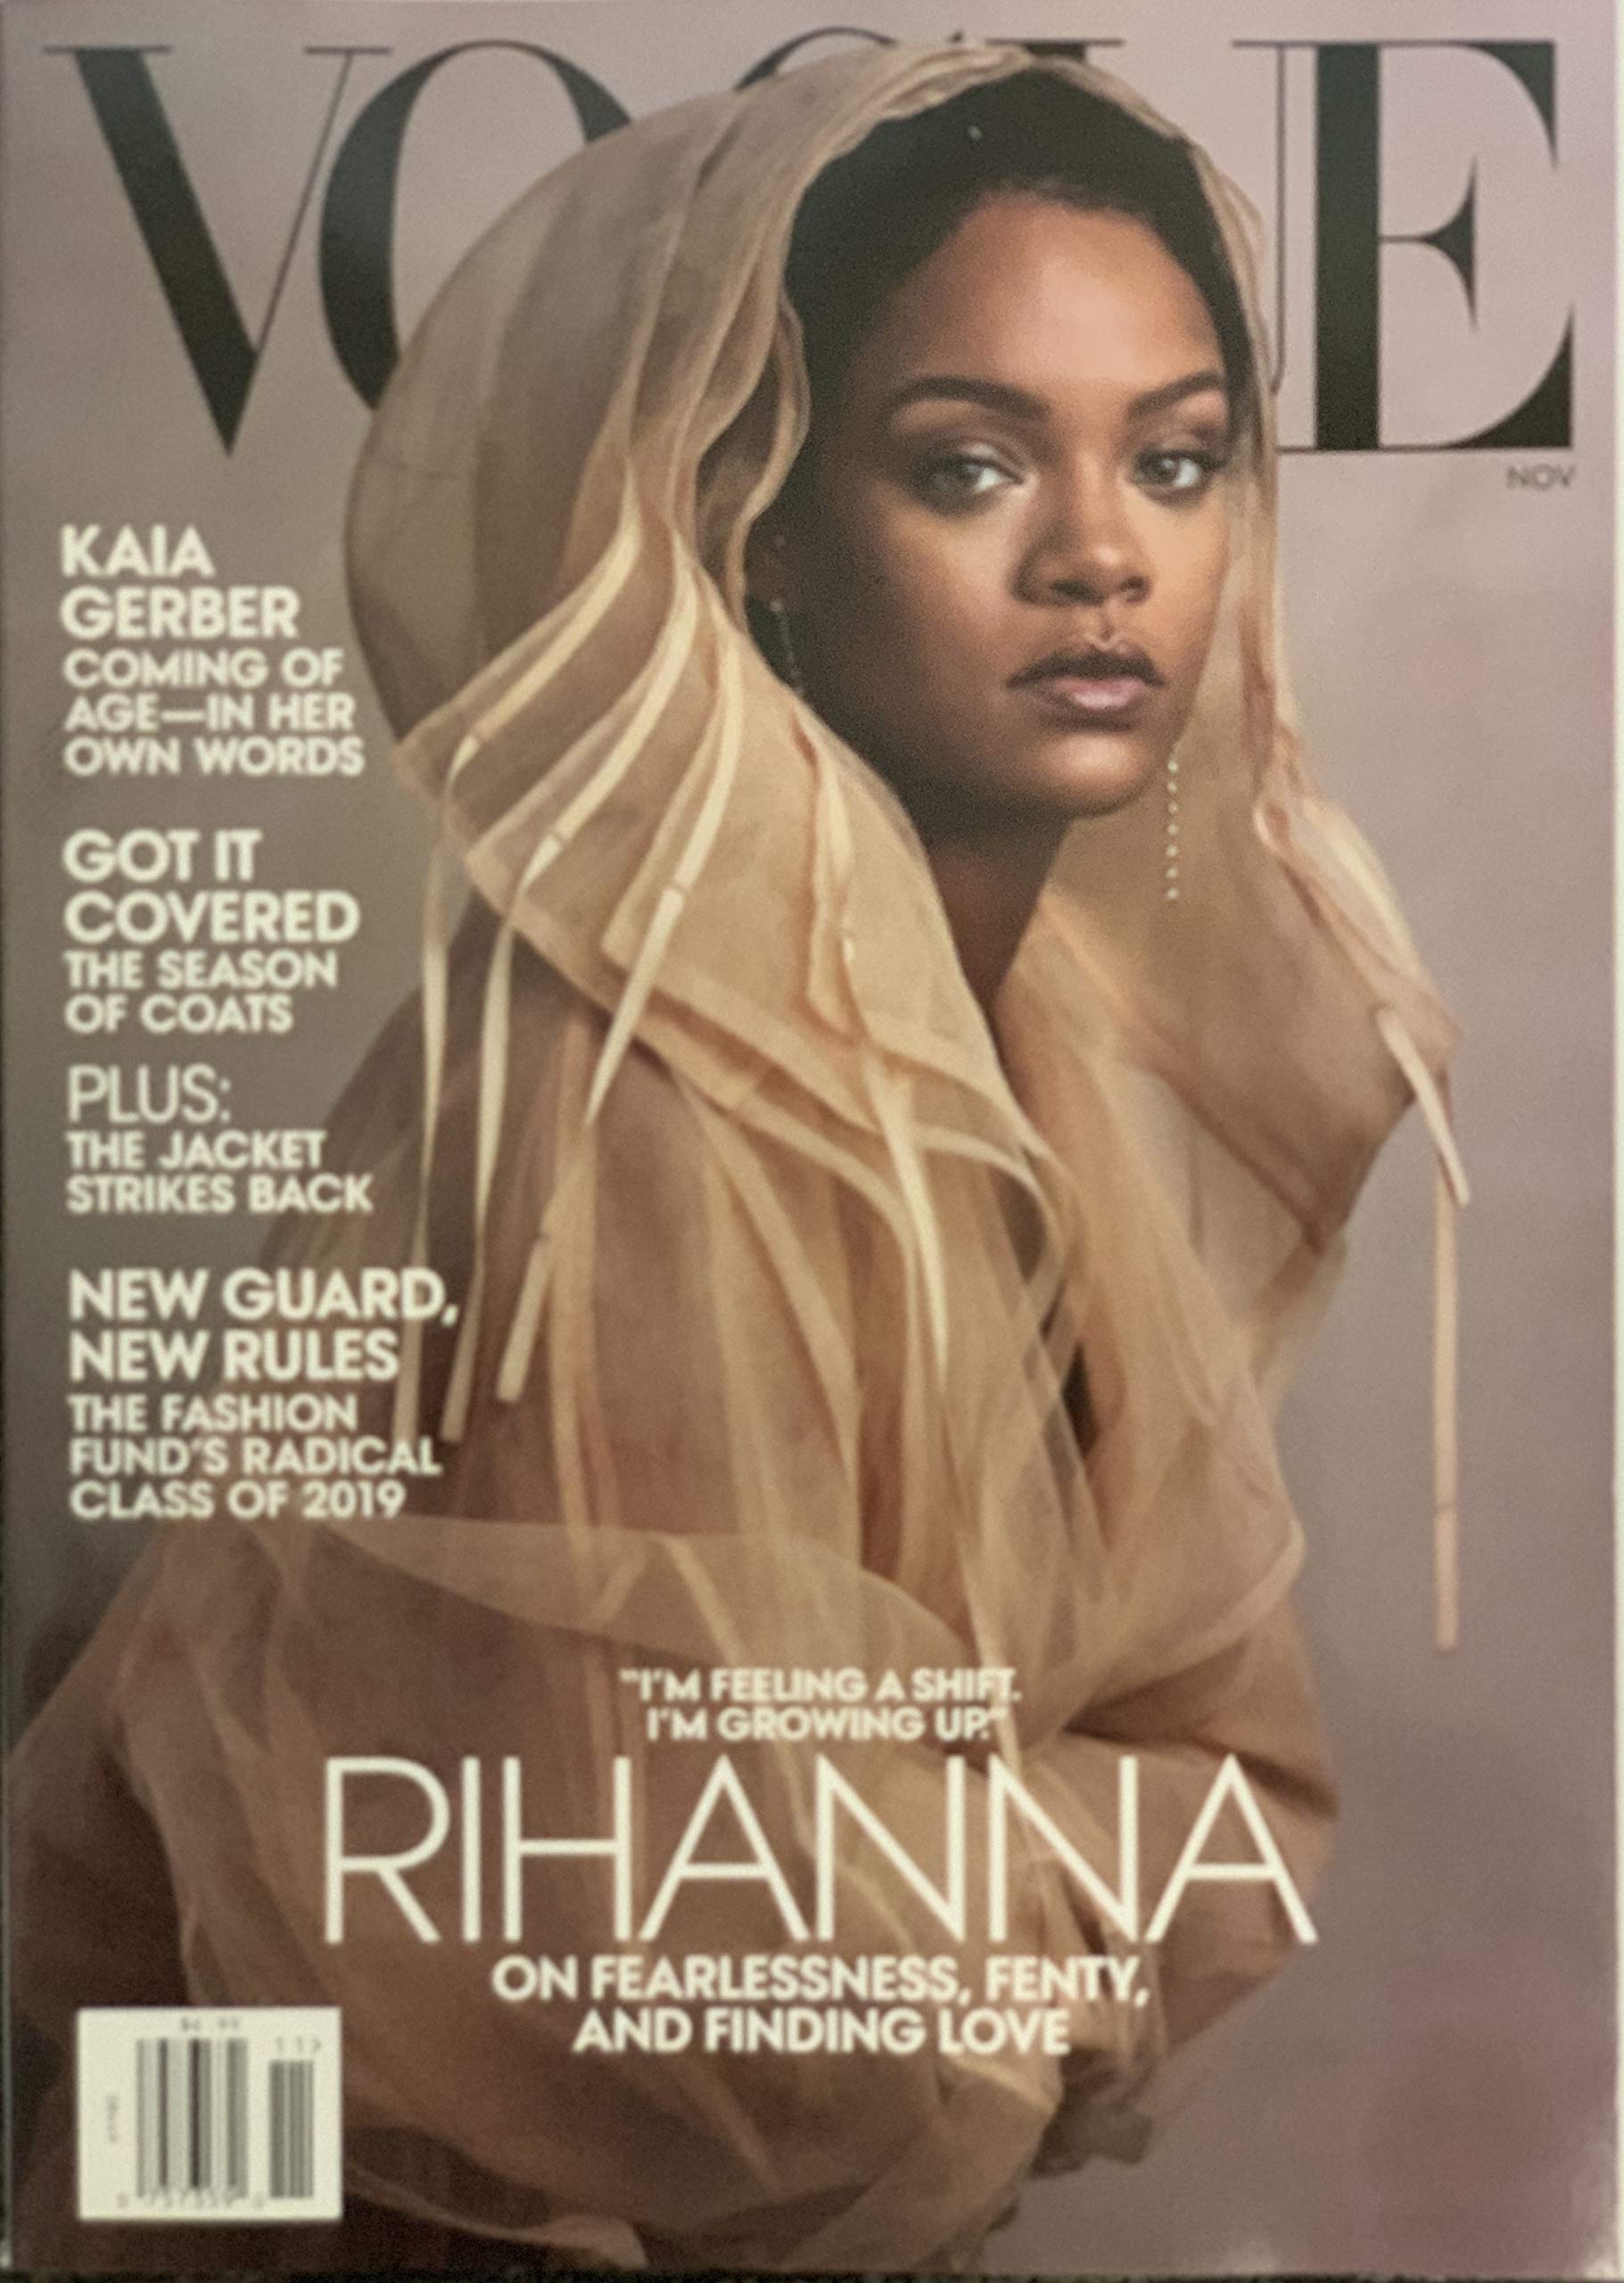 VOGUE
NOV
KAIA
GERBER
COMING OF
AGE—IN HER
OWN WORDS
GOT IT
COVERED
THE SEASON
OF COATS
PLUS:
THE JACKET
STRIKES BACK
NEW GUARD,
NEW RULES
THE FASHION
FUND'S RADICAL
CLASS OF 2019
"I'M FEELING A SHIFT.
I'M GROWING UP."
RIHANNA
ON FEARLESSNESS, FENTY,
AND FINDING LOVE
11>